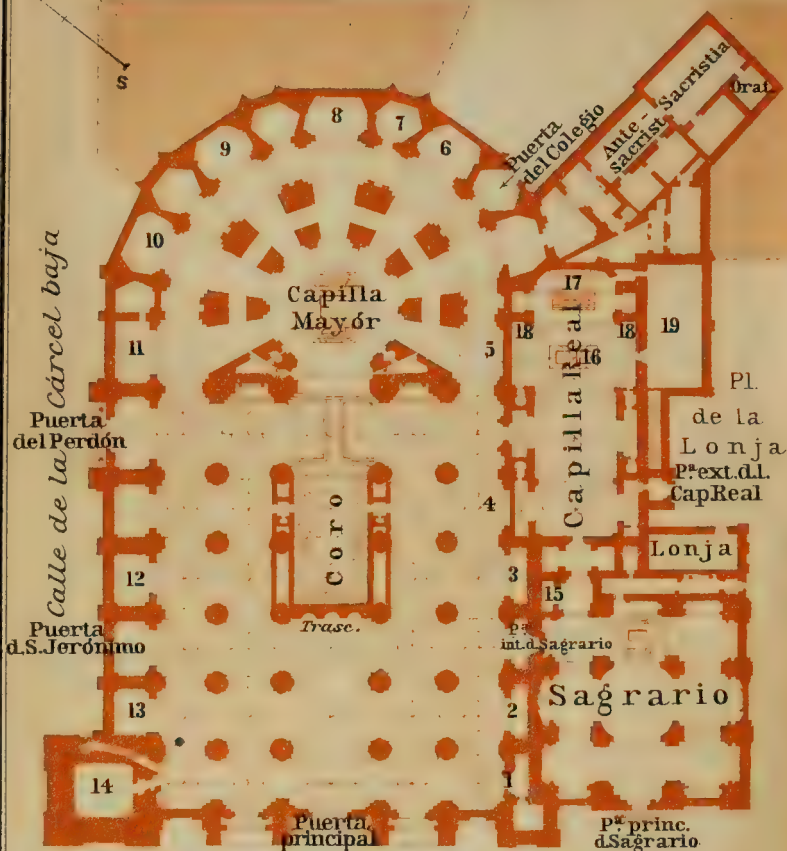 S
8
7
9
6
Puerta
del Colegio
Ante-
sacrist.
Sacristia
Orat.
10
Calle de la Cárcel baja
Capilla
Mayór
17
11
5
18
18
19
16
Capilla Real
Pl.
de la
Lonja
Puerta
del Perdón
Pª. ext. d. l.
Cap Real
4
Coro
Lonja
12
3
15
Trasc.
Puerta
d. S. Jerónimo
Pª.
int. d. Sagrario
Sagrario
13
2
14
1
Puerta
principal
Pª. princ.
d Sagrario